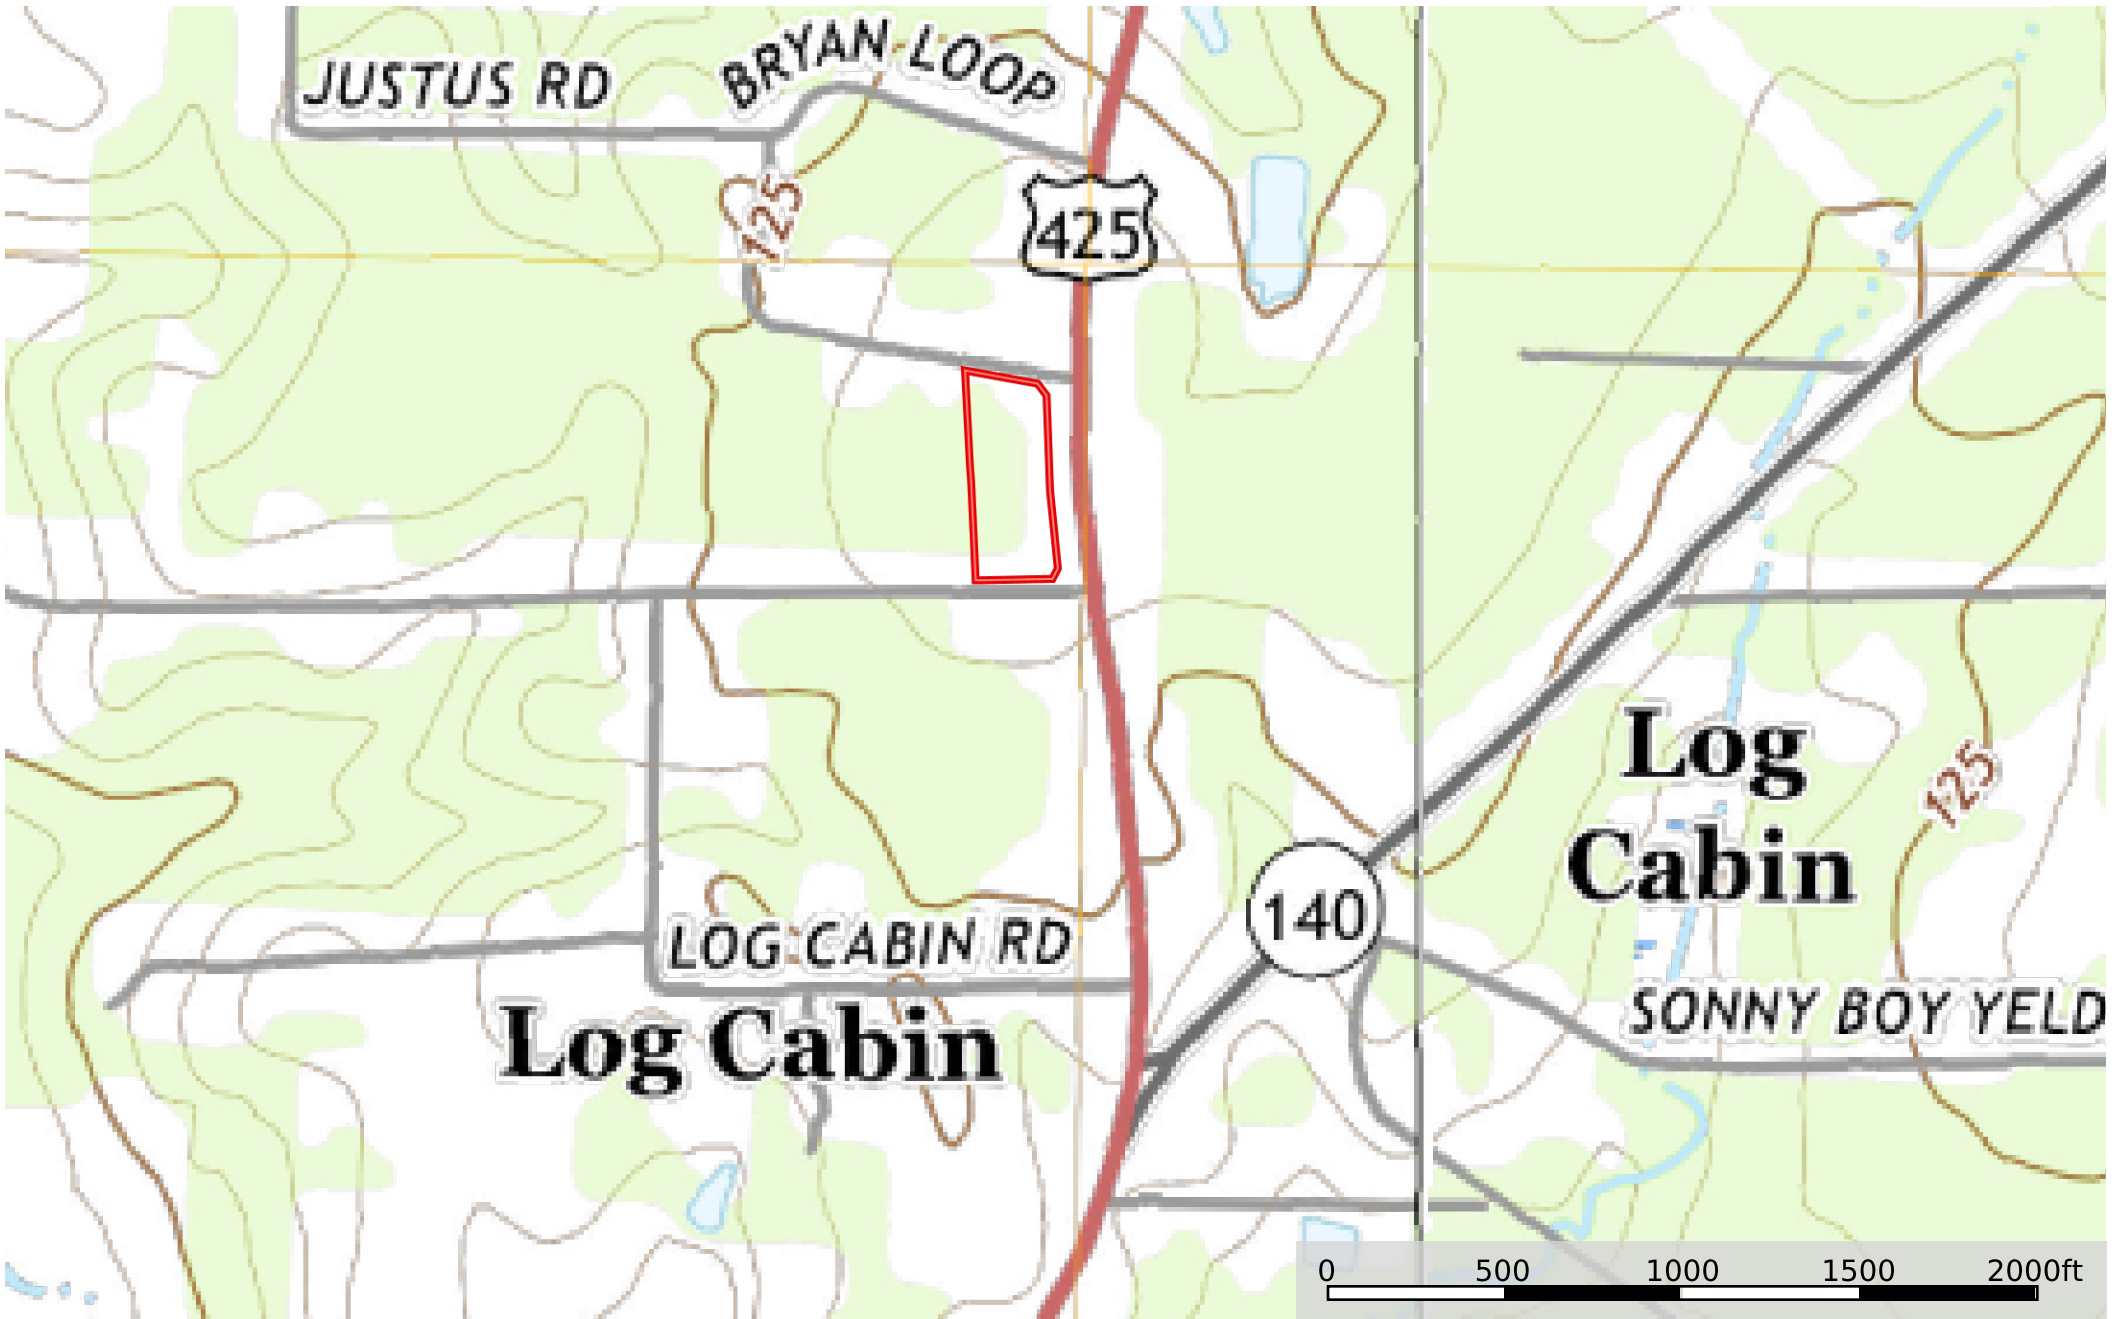 BRYAN LOOP
JUSTUS RD
125
425
Log
Cabin
125
140
LOG CABIN RD
SONNY BOY YELD
Log Cabin
0 500 1000 1500 2000ft